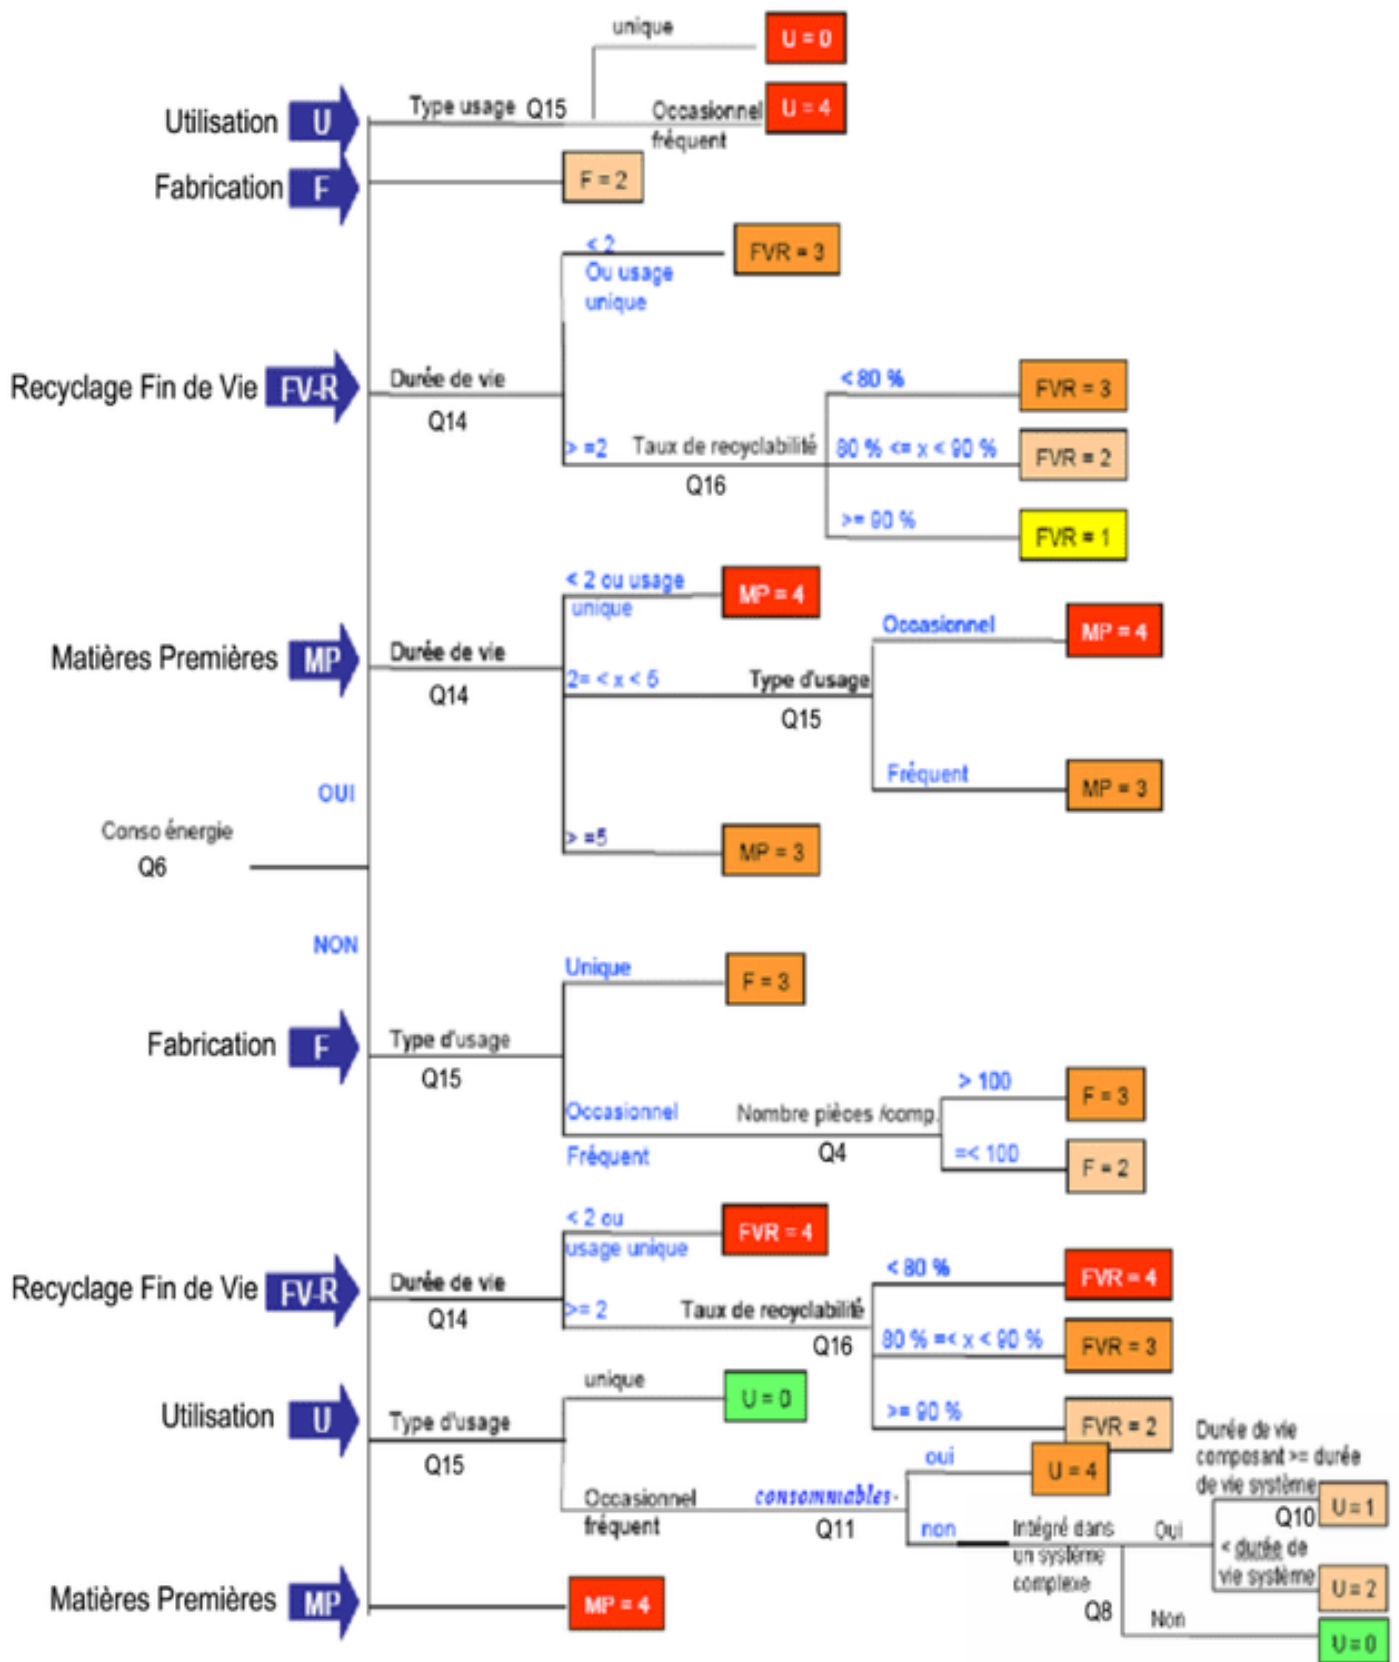 unique
U = 0
Utilisation U
Type usage Q15
Occasionnel
fréquent
U = 4
Fabrication F
F = 2
< 2
Ou usage
unique
FVR = 3
Recyclage Fin de Vie FV-R
Durée de vie
Q14
> =2
Taux de recyclabilité
Q16
< 80 %
FVR = 3
80 % <= x < 90 %
FVR = 2
>= 90 %
FVR = 1
Matières Premières MP
Durée de vie
Q14
< 2 ou usage
unique
MP = 4
2= < x < 5
Type d'usage
Q15
Occasionnel
MP = 4
Fréquent
MP = 3
> =5
MP = 3
OUI
Conso énergie
Q6
NON
Fabrication F
Type d'usage
Q15
Unique
F = 3
Occasionnel
Fréquent
Nombre pièces /comp.
Q4
> 100
F = 3
=< 100
F = 2
Recyclage Fin de Vie FV-R
Durée de vie
Q14
< 2 ou
usage unique
FVR = 4
>= 2
Taux de recyclabilité
Q16
< 80 %
FVR = 4
80 % =< x < 90 %
FVR = 3
>= 90 %
FVR = 2
Utilisation U
Type d'usage
Q15
unique
U = 0
Occasionnel
fréquent
consommables-
Q11
oui
U = 4
non
Intégré dans
un système
complexe
Q8
Oui
Durée de vie
composant >= durée
de vie système
Q10
U = 1
< durée de
vie système
U = 2
Non
U = 0
Matières Premières MP
MP = 4